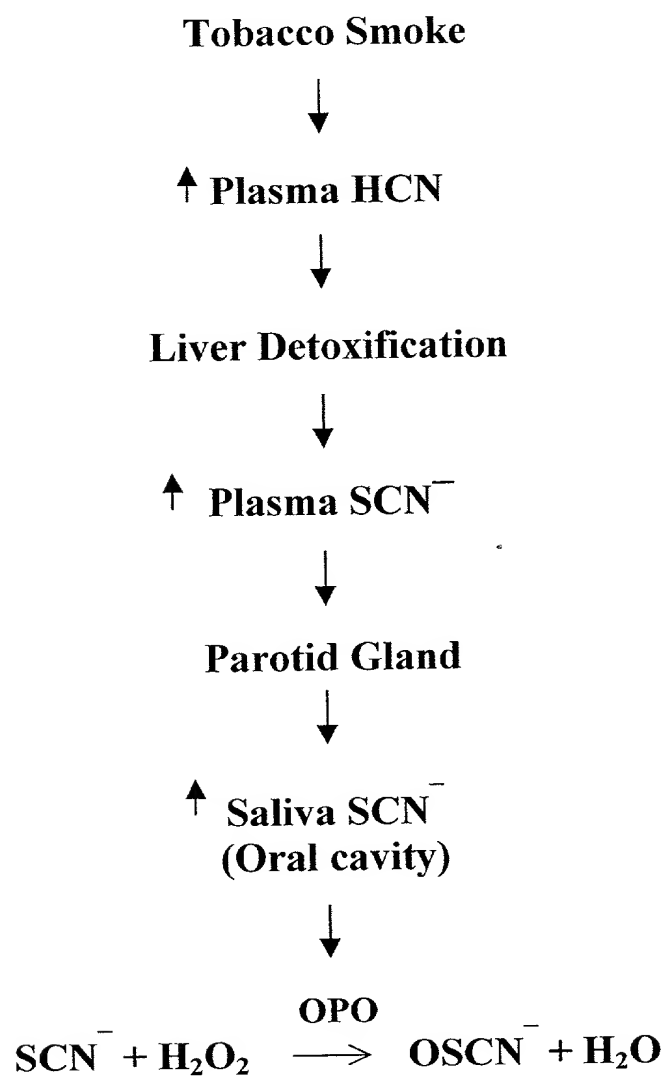 Tobacco Smoke
↓
↑ Plasma HCN
↓
Liver Detoxification
↓
↑ Plasma SCN⁻
↓
Parotid Gland
↓
↑ Saliva SCN⁻
(Oral cavity)
↓
OPO
SCN⁻ + H₂O₂ → OSCN⁻ + H₂O